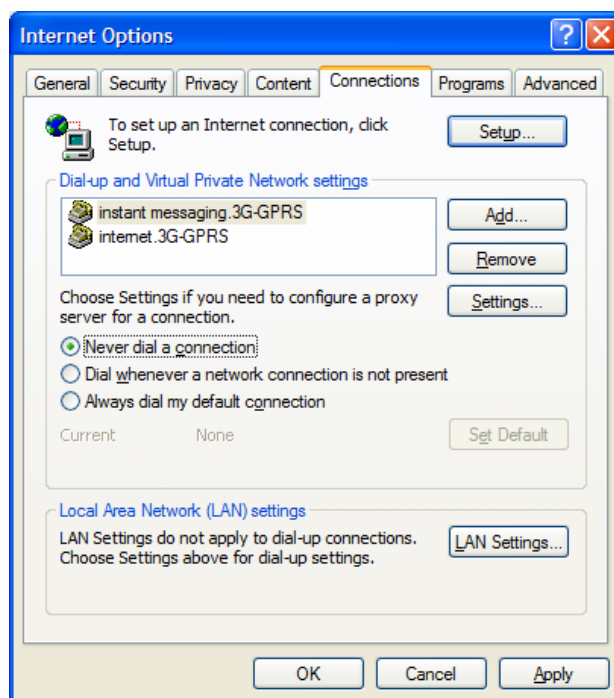 Internet Options
General Security Privacy Content Connections Programs Advanced
To set up an Internet connection, click
Setup.
Setup...
Dial-up and Virtual Private Network settings
instant messaging.3G-GPRS
internet.3G-GPRS
Add...
Remove
Choose Settings if you need to configure a proxy
server for a connection.
Settings...
Never dial a connection
Dial whenever a network connection is not present
Always dial my default connection
Current None
Set Default
Local Area Network (LAN) settings
LAN Settings do not apply to dial-up connections.
Choose Settings above for dial-up settings.
LAN Settings...
OK Cancel Apply